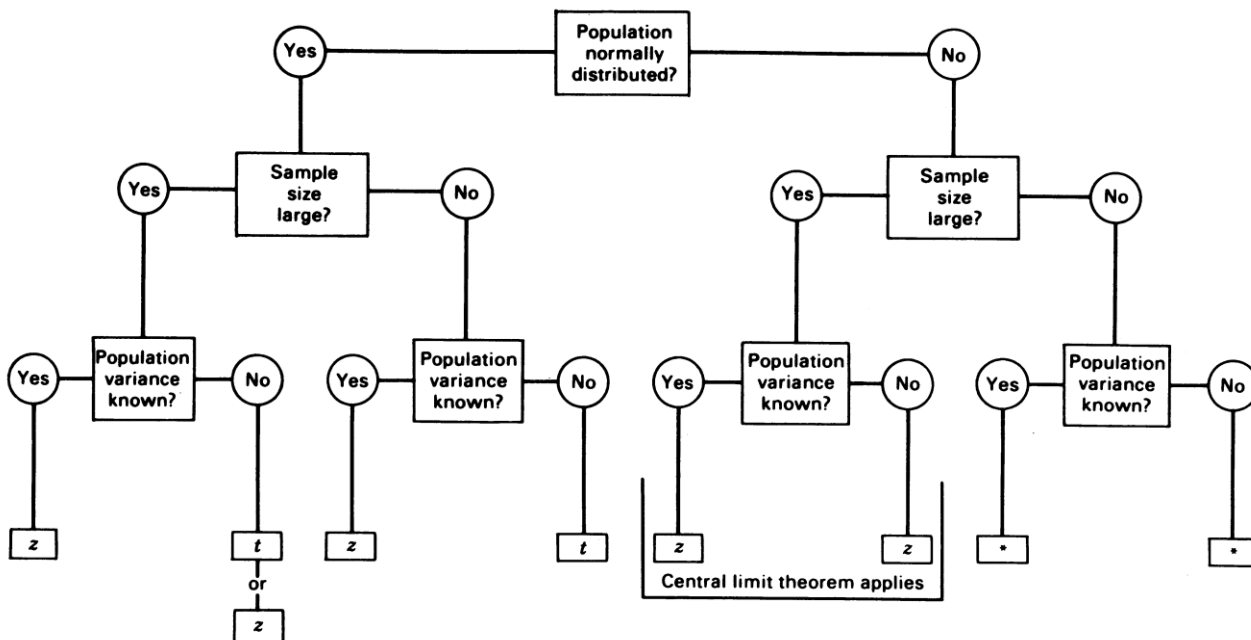 Population
normally
distributed?
Yes
No
Sample
size
large?
Yes
No
Sample
size
large?
Yes
No
Population
variance
known?
Yes
No
Population
variance
known?
Yes
No
Population
variance
known?
Yes
No
Population
variance
known?
Yes
No
z
t
or
z
z
t
z
z
Central limit theorem applies
*
*